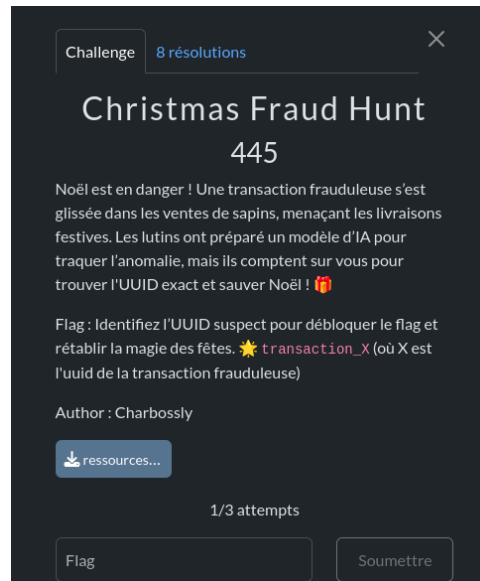 Challenge
8 résolutions
Christmas Fraud Hunt
445
Noël est en danger ! Une transaction frauduleuse s'est
glissée dans les ventes de sapins, menaçant les livraisons
festives. Les lutins ont préparé un modèle d'IA pour
traquer l'anomalie, mais ils comptent sur vous pour
trouver l'UUID exact et sauver Noël ! 🎁
Flag : Identifiez l'UUID suspect pour débloquer le flag et
rétablir la magie des fêtes. 🌟 transaction_X (où X est
l'uuid de la transaction frauduleuse)
Author : Charbossly
ressources...
1/3 attempts
Flag
Soumettre